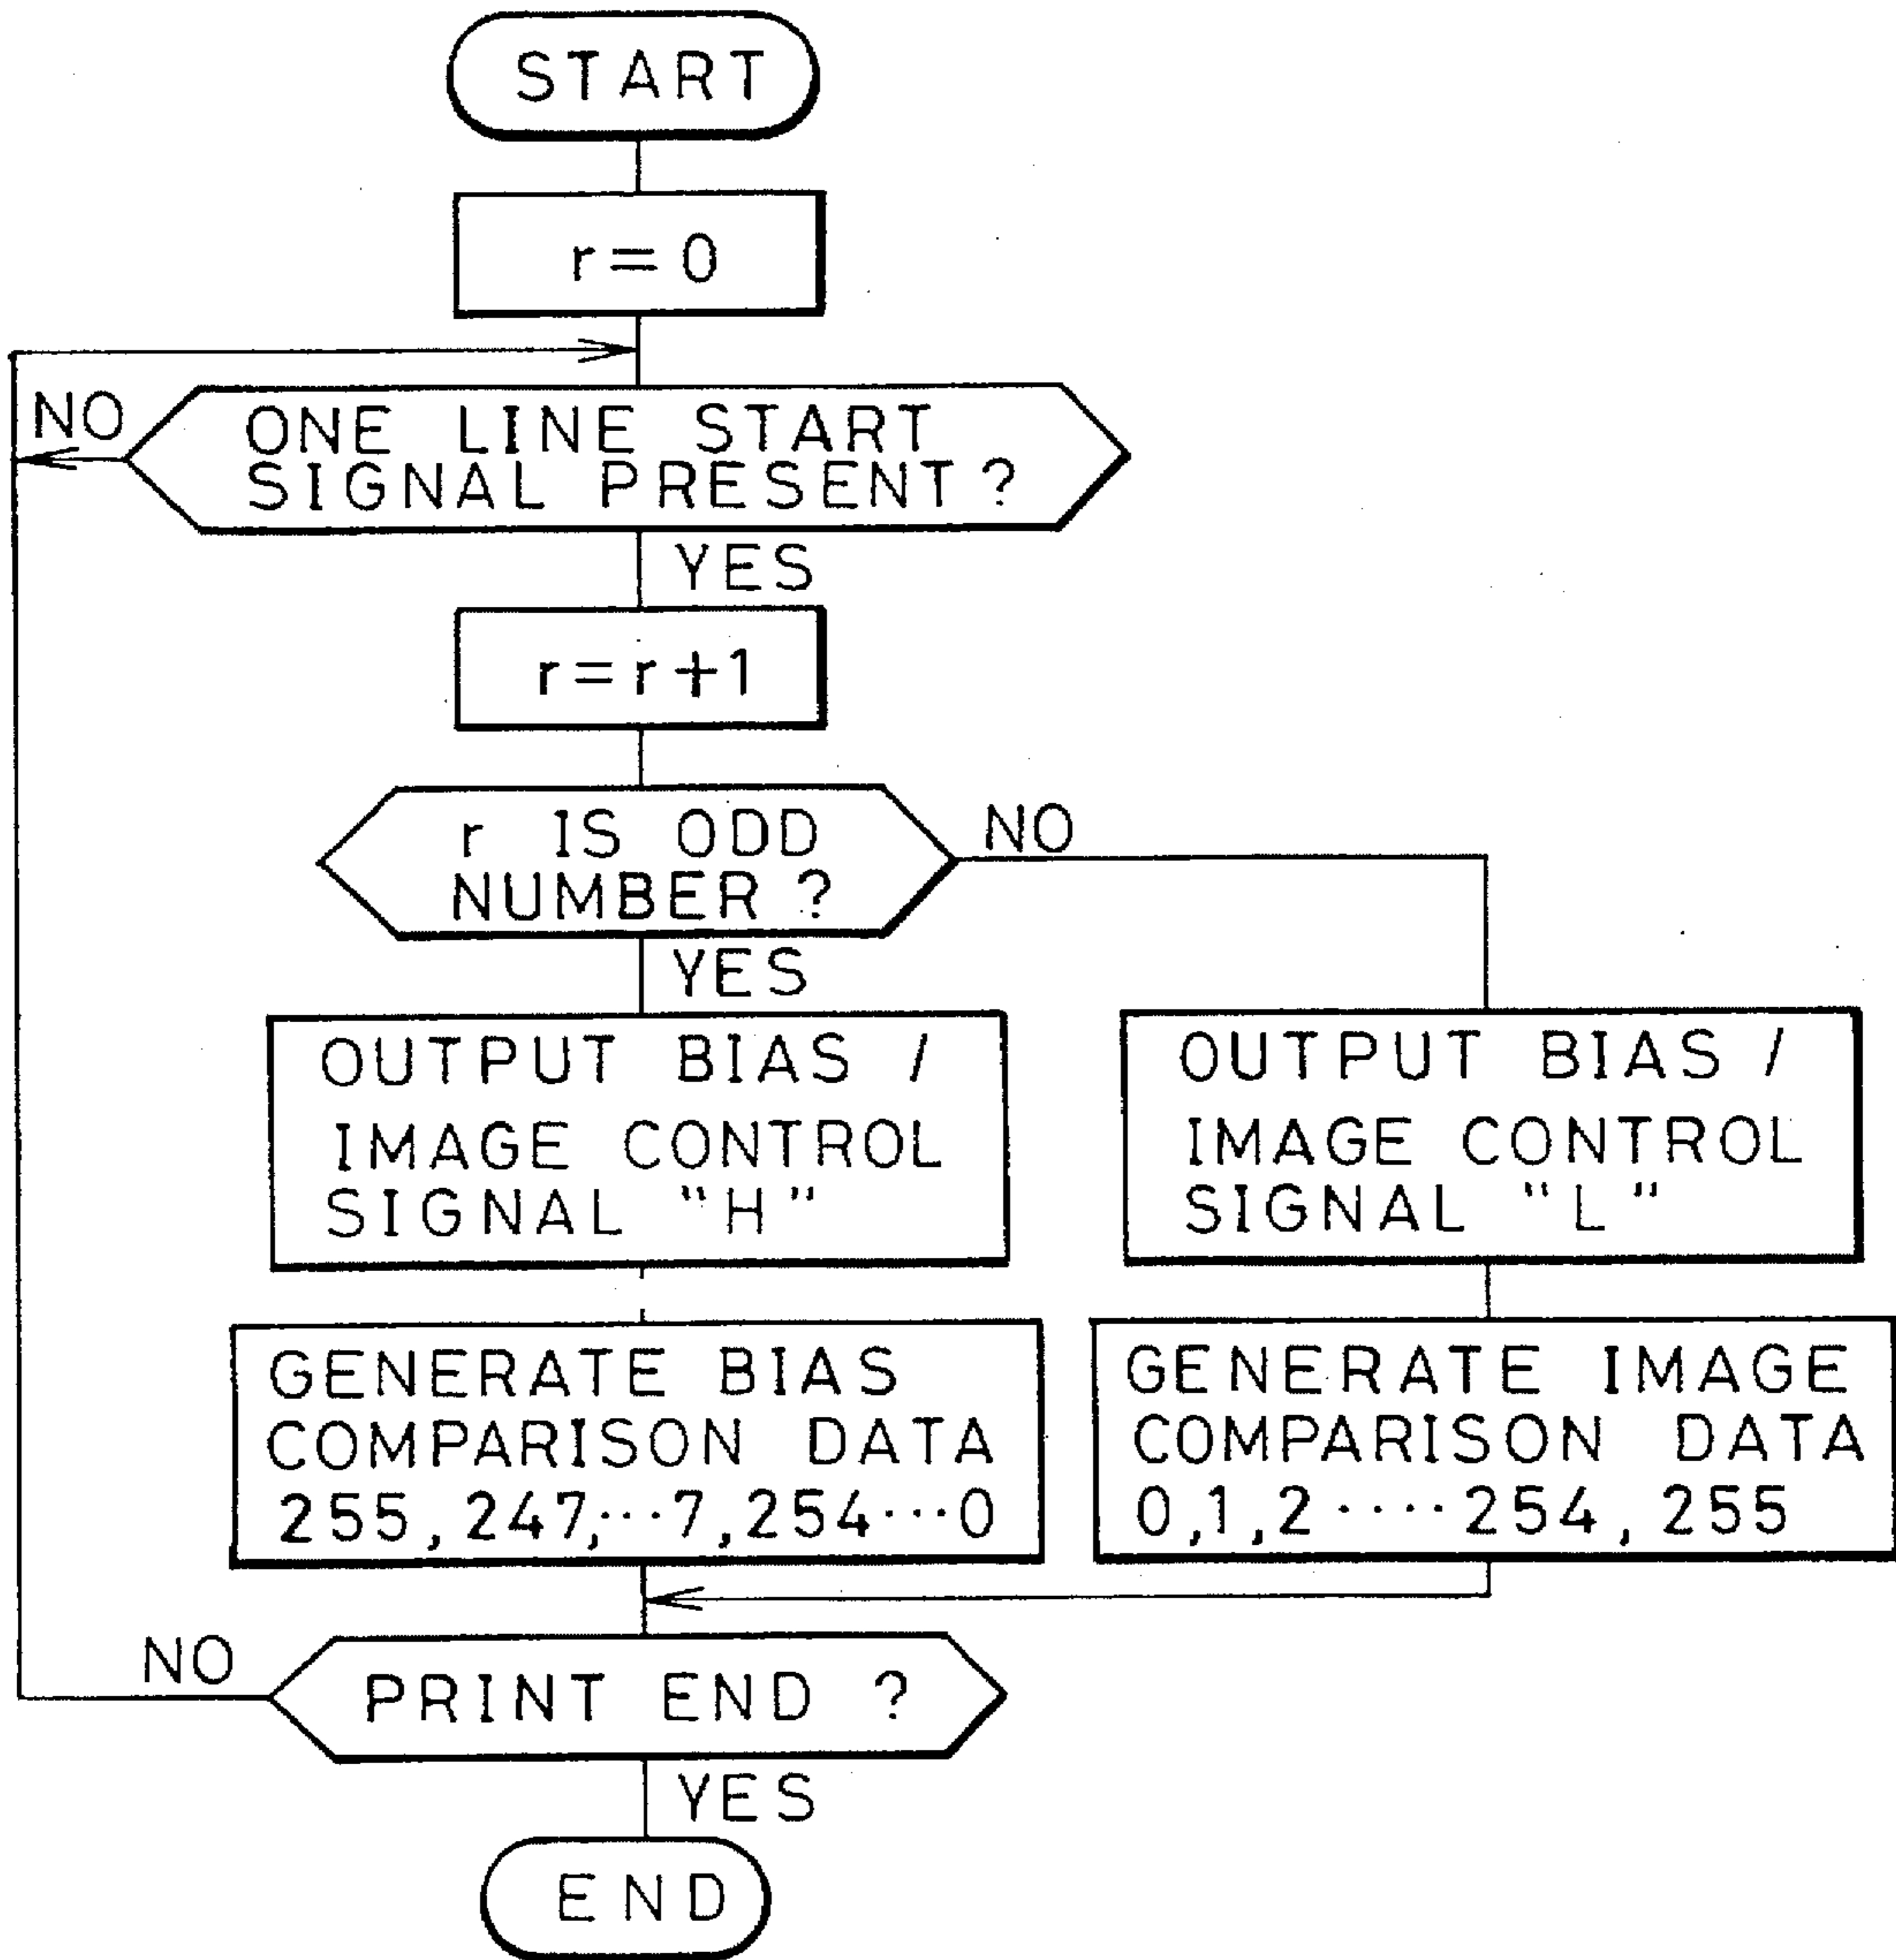 START
r=0
NO
ONE LINE START
SIGNAL PRESENT?
YES
r=r+1
r IS ODD
NUMBER?
NO
YES
OUTPUT BIAS /
IMAGE CONTROL
SIGNAL "H"
OUTPUT BIAS /
IMAGE CONTROL
SIGNAL "L"
GENERATE BIAS
COMPARISON DATA
255,247,···7,254···0
GENERATE IMAGE
COMPARISON DATA
0,1,2····254,255
NO
PRINT END ?
YES
END